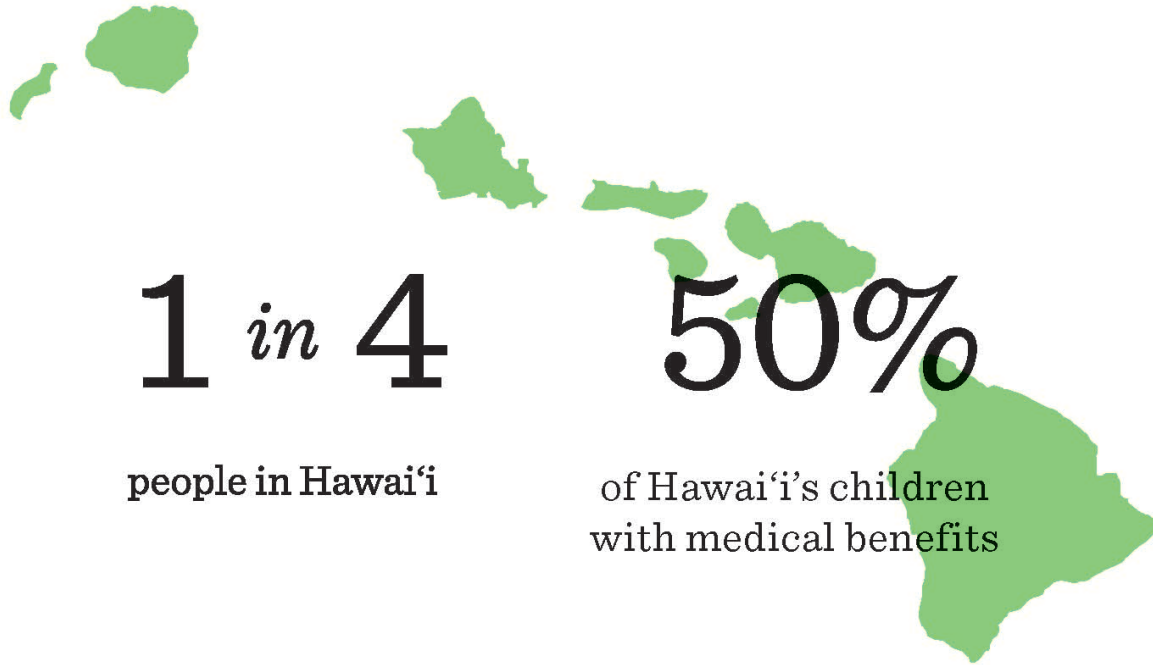 1 in 4
people in Hawai‘i
50%
of Hawai‘i’s children
with medical benefits